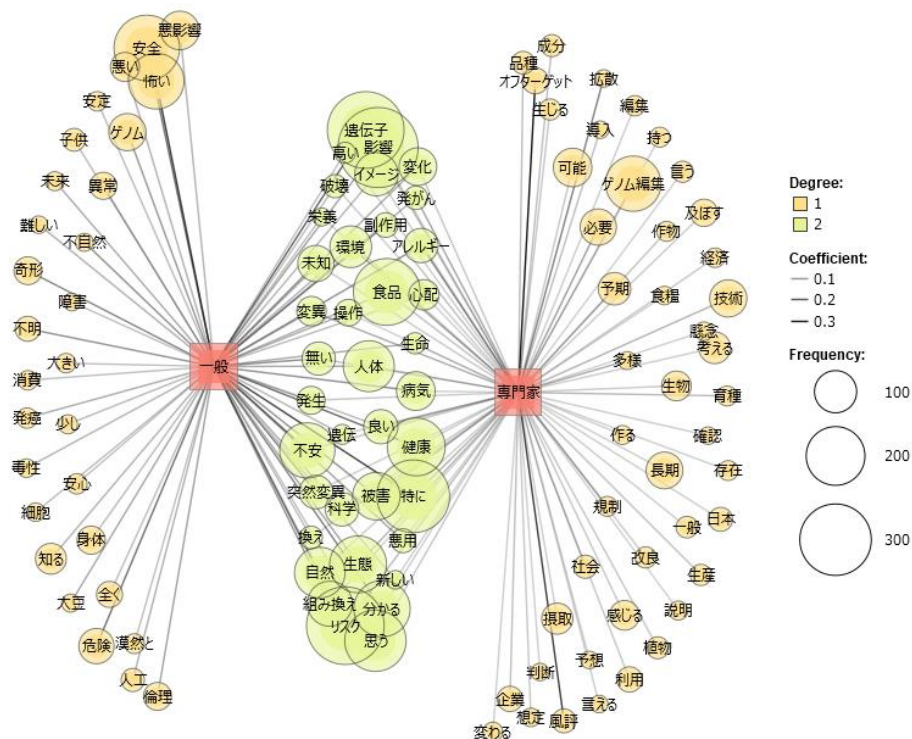 悪影響
安全
悪い
怖い
安定
ゲノム
子供
未来
異常
難しい
不自然
奇形
障害
不明
大きい
消費
発癌
少し
毒性
安心
細胞
身体
知る
大豆
全く
危険
漠然と
人工
倫理
一般
遺伝子
影響
高い
イメージ
変化
破壊
発がん
栄養
副作用
環境
アレルギー
未知
食品
心配
変異
操作
生命
無い
人体
病気
発生
良い
遺伝
不安
健康
突然変異
被害
特に
科学
換え
悪用
自然
生態
新しい
組み換え
分かる
リスク
思う
専門家
成分
品種
オフターゲット
拡散
生じる
編集
導入
持つ
可能
ゲノム編集
言う
及ぼす
必要
作物
経済
予期
食糧
技術
懸念
考える
多様
生物
育種
作る
確認
長期
存在
規制
一般
日本
社会
改良
生産
摂取
感じる
説明
植物
予想
判断
利用
企業
想定
言える
風評
変わる
Degree:
1
2
Coefficient:
0.1
0.2
0.3
Frequency:
100
200
300